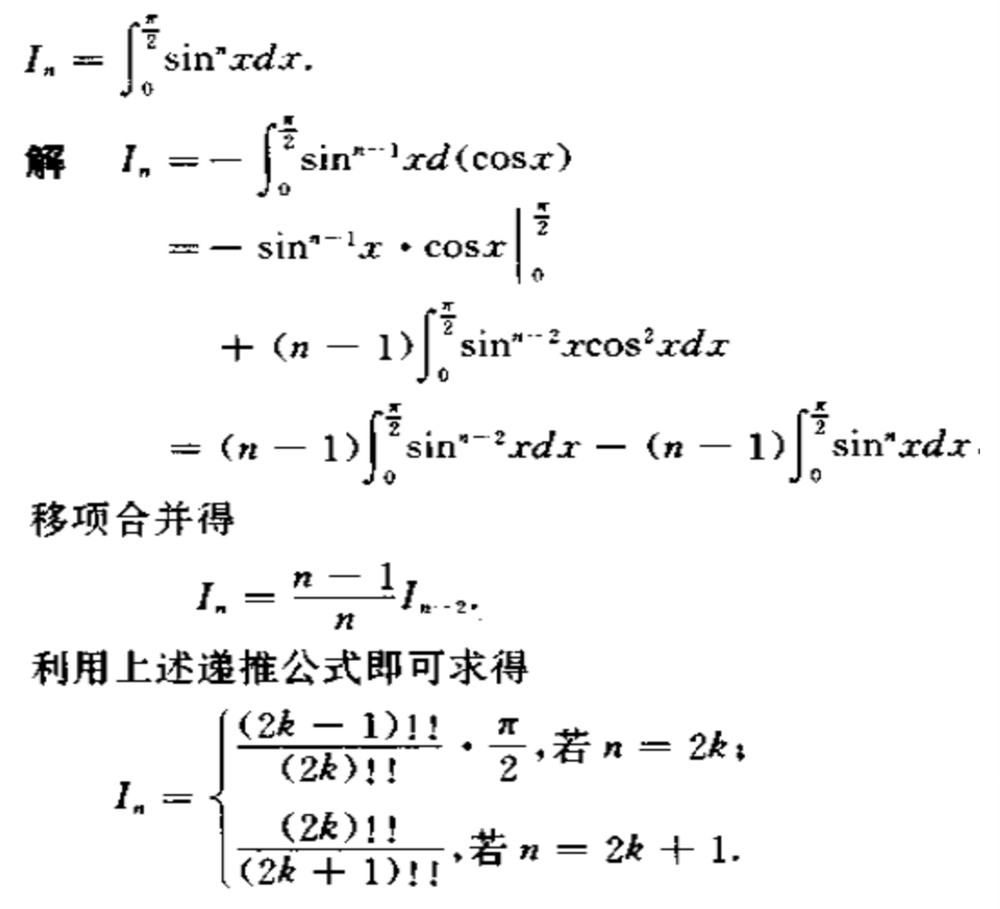 $I_n = \int_0^{\frac{\pi}{2}} \sin^n x dx.$
解 $I_n = -\int_0^{\frac{\pi}{2}} \sin^{n-1} x d(\cos x)$
$= -\sin^{n-1} x \cdot \cos x \Big|_0^{\frac{\pi}{2}}$
$+ (n-1)\int_0^{\frac{\pi}{2}} \sin^{n-2} x \cos^2 x dx$
$= (n-1)\int_0^{\frac{\pi}{2}} \sin^{n-2} x dx - (n-1)\int_0^{\frac{\pi}{2}} \sin^n x dx.$
移项合并得
$I_n = \frac{n-1}{n} I_{n-2}.$
利用上述递推公式即可求得
$I_n = \begin{cases} \frac{(2k-1)!!}{(2k)!!} \cdot \frac{\pi}{2}, 若 n = 2k; \\ \frac{(2k)!!}{(2k+1)!!}, 若 n = 2k+1. \end{cases}$